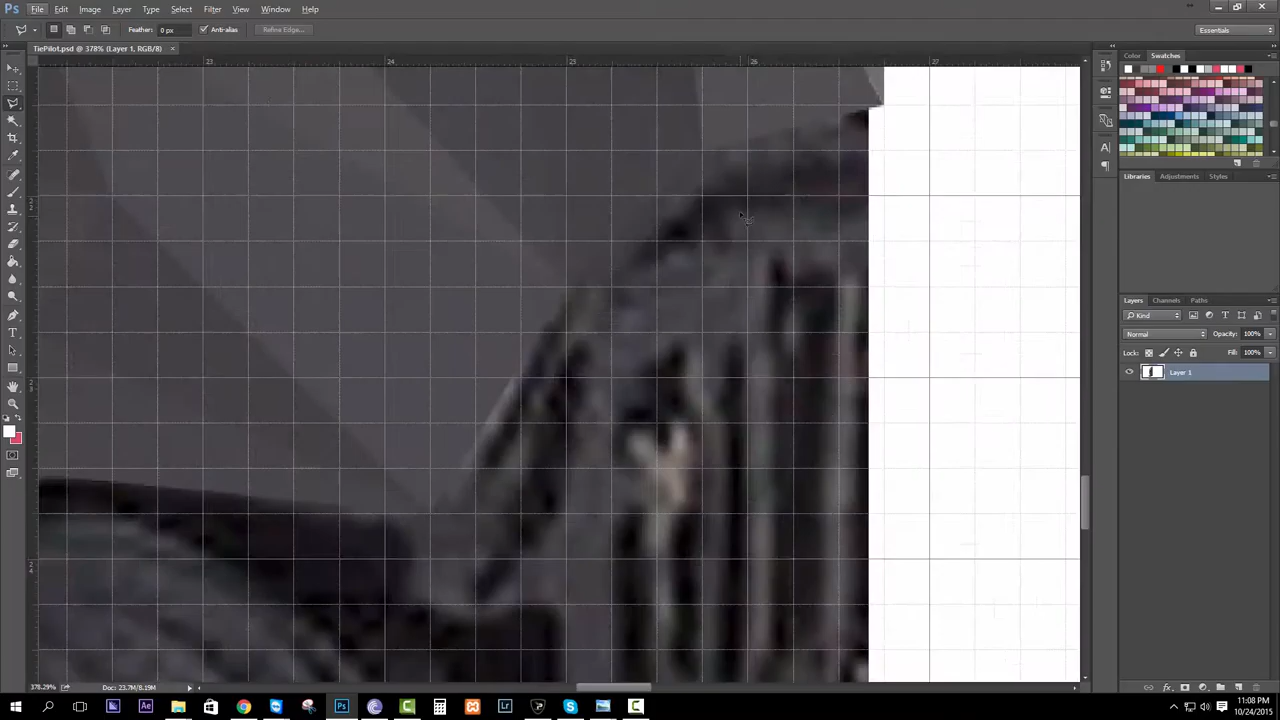 Ps File Edit Image Layer Type Select Filter Edit View Window Help
Feather: 0 px Anti-alias Refine Edge... Essentials
TiePilot.psd @ 378% (Layer 1, RGB/8) ×
23 24 25 26 27
Color Swatches
Libraries Adjustments Styles
Layers Channels Paths
Kind
Normal Opacity: 100%
Lock: Fill: 100%
Layer 1
378.29% Doc: 23.7M/8.19M
11:08 PM
10/24/2015